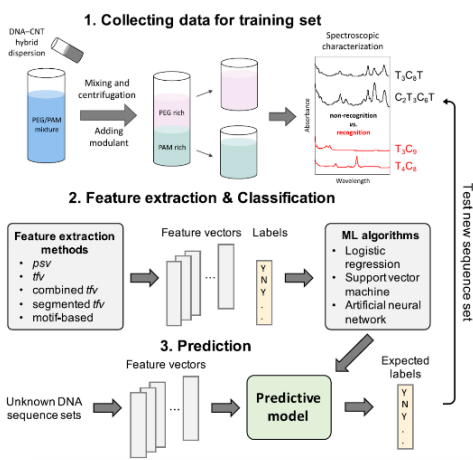 1. Collecting data for training set
DNA-CNT
hybrid
dispersion
PEG/PAM
mixture
Mixing and
centrifugation
Adding
modulant
PEG rich
PAM rich
Spectroscopic
characterization
Absorbance
non-recognition
vs.
recognition
Wavelength
T₃C₆T
C₂T₃C₆T
T₃C₉
T₄C₈
Test new sequence set
2. Feature extraction & Classification
Feature extraction
methods
• psv
• tfv
• combined tfv
• segmented tfv
• motif-based
Feature vectors
...
Labels
Y
N
Y
.
.
ML algorithms
• Logistic
regression
• Support vector
machine
• Artificial neural
network
3. Prediction
Unknown DNA
sequence sets
Feature vectors
...
Predictive
model
Expected
labels
Y
N
Y
.
.